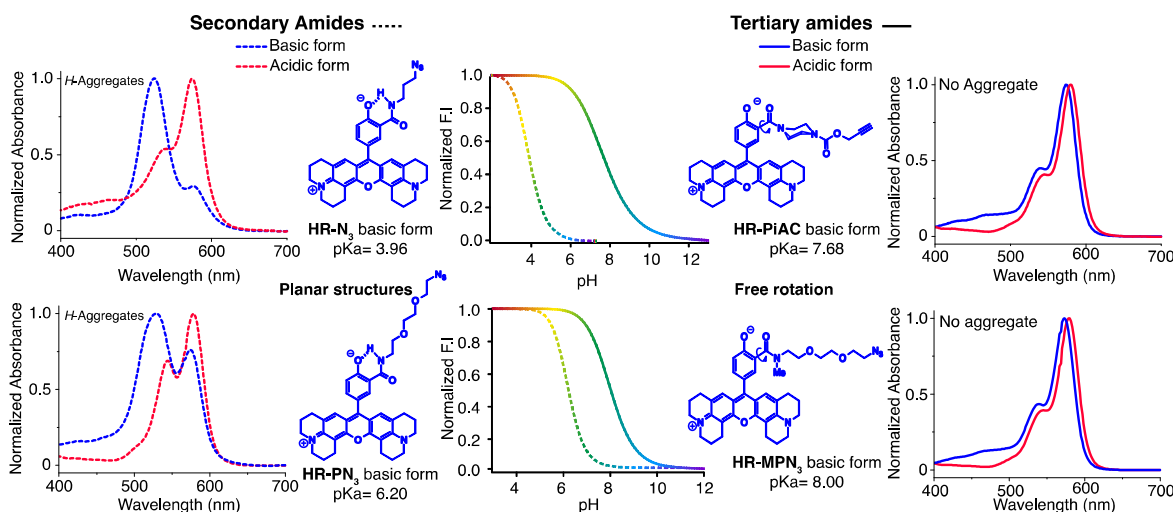 Secondary Amides
Basic form
Acidic form
Tertiary amides
Basic form
Acidic form
H-Aggregates
1.0
0.5
0
Normalized Absorbance
400 500 600 700
Wavelength (nm)
N3
H
O
⊖
N
O
N
⊕
O
N
HR-N3 basic form
pKa= 3.96
Normalized F.I
1.0
0.8
0.6
0.4
0.2
0.0
4 6 8 10 12
pH
O
⊖
O
N
N
O
O
N
⊕
O
N
HR-PiAC basic form
pKa= 7.68
No Aggregate
Normalized Absorbance
1.0
0.5
0
400 500 600 700
Wavelength (nm)
H-Aggregates
Normalized Absorbance
1.0
0.5
0
400 500 600 700
Wavelength (nm)
Planar structures
N3
O
O
H
O
⊖
N
O
N
⊕
O
N
HR-PN3 basic form
pKa= 6.20
Normalized F.I
1.0
0.8
0.6
0.4
0.2
0.0
4 6 8 10 12
pH
Free rotation
O
⊖
O
N
Me
O
O
N3
N
⊕
O
N
HR-MPN3 basic form
pKa= 8.00
No aggregate
Normalized Absorbance
1.0
0.5
0
400 500 600 700
Wavelength (nm)